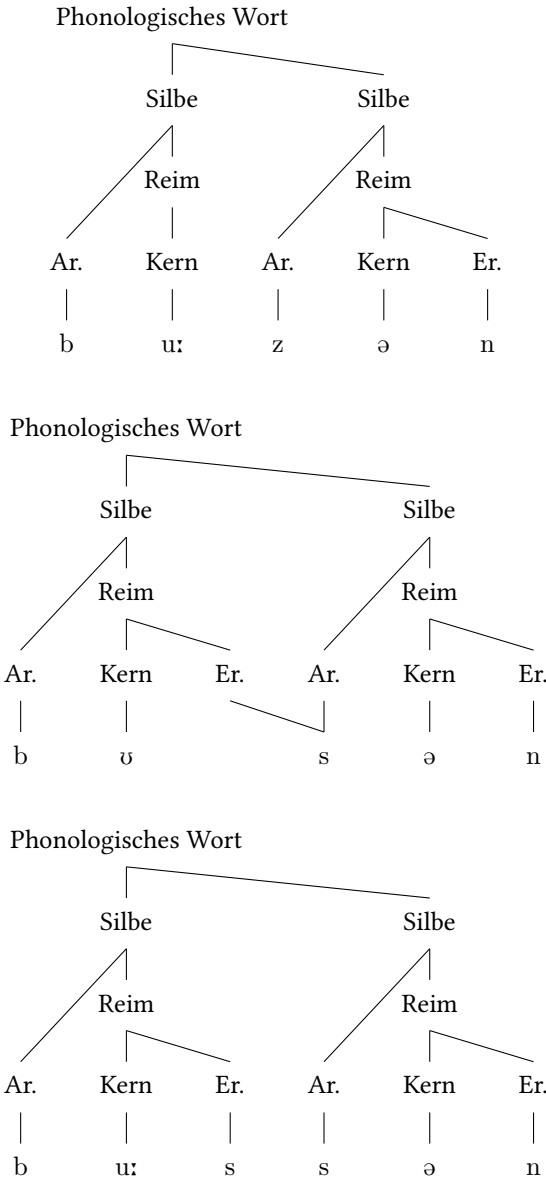 Phonologisches Wort
Silbe Silbe
Reim Reim
Ar. Kern Ar. Kern Er.
b uː z ə n
Phonologisches Wort
Silbe Silbe
Reim Reim
Ar. Kern Er. Ar. Kern Er.
b ʊ s ə n
Phonologisches Wort
Silbe Silbe
Reim Reim
Ar. Kern Er. Ar. Kern Er.
b uː s s ə n